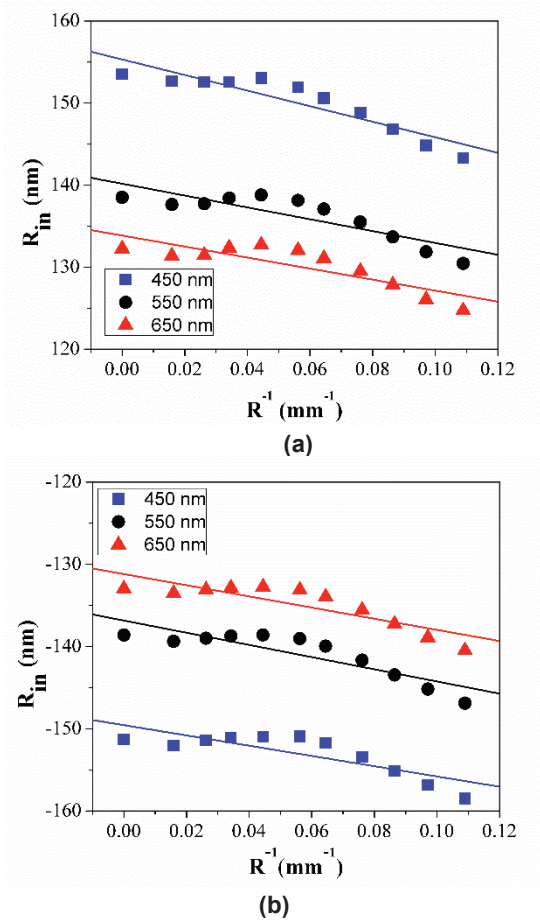 160
150
140
130
120
R_in (nm)
450 nm
550 nm
650 nm
0.00 0.02 0.04 0.06 0.08 0.10 0.12
R^-1 (mm^-1)
(a)
-120
-130
-140
-150
-160
R_in (nm)
450 nm
550 nm
650 nm
0.00 0.02 0.04 0.06 0.08 0.10 0.12
R^-1 (mm^-1)
(b)